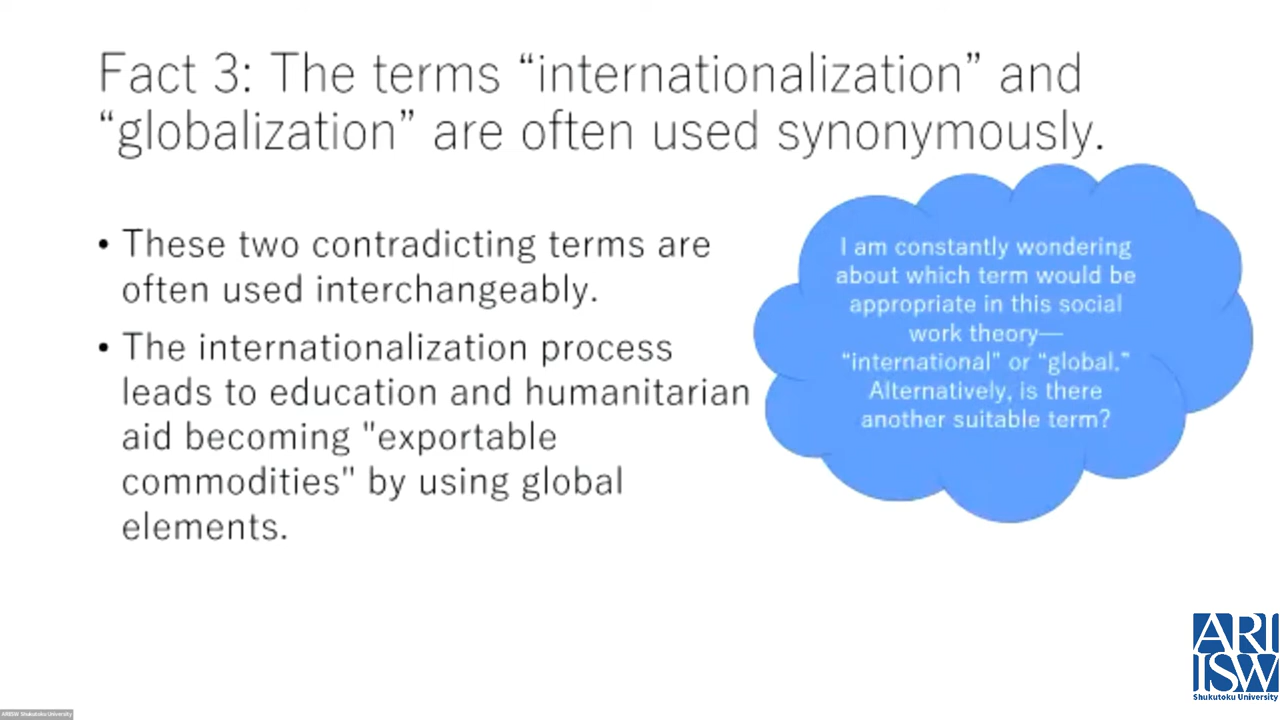 Fact 3: The terms “internationalization” and
“globalization” are often used synonymously.
• These two contradicting terms are
often used interchangeably.
• The internationalization process
leads to education and humanitarian
aid becoming "exportable
commodities" by using global
elements.
I am constantly wondering
about which term would be
appropriate in this social
work theory—
“international” or “global.”
Alternatively, is there
another suitable term?
ARI
ISW
Shukutoku University
ARIISW Shukutoku University